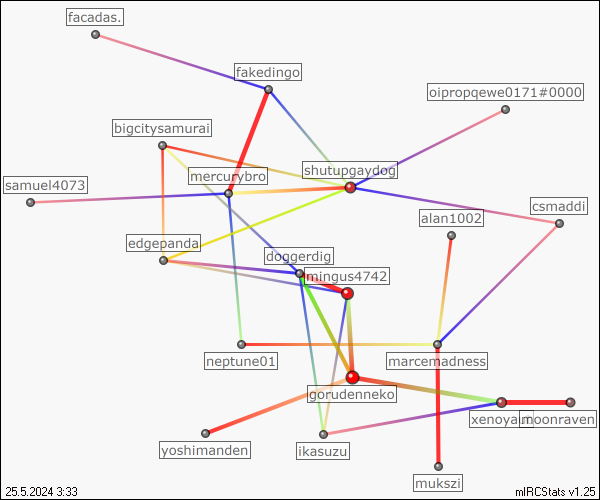 facadas.
fakedingo
oipropqewe0171#0000
bigcitysamurai
shutupgaydog
mercurybro
samuel4073
csmaddi
alan1002
edgepanda
doggerdig
mingus4742
neptune01
marcemadness
gorudenneko
moonraven
yoshimanden
ikasuzu
mukszi
25.5.2024 3:33
mIRCStats v1.25